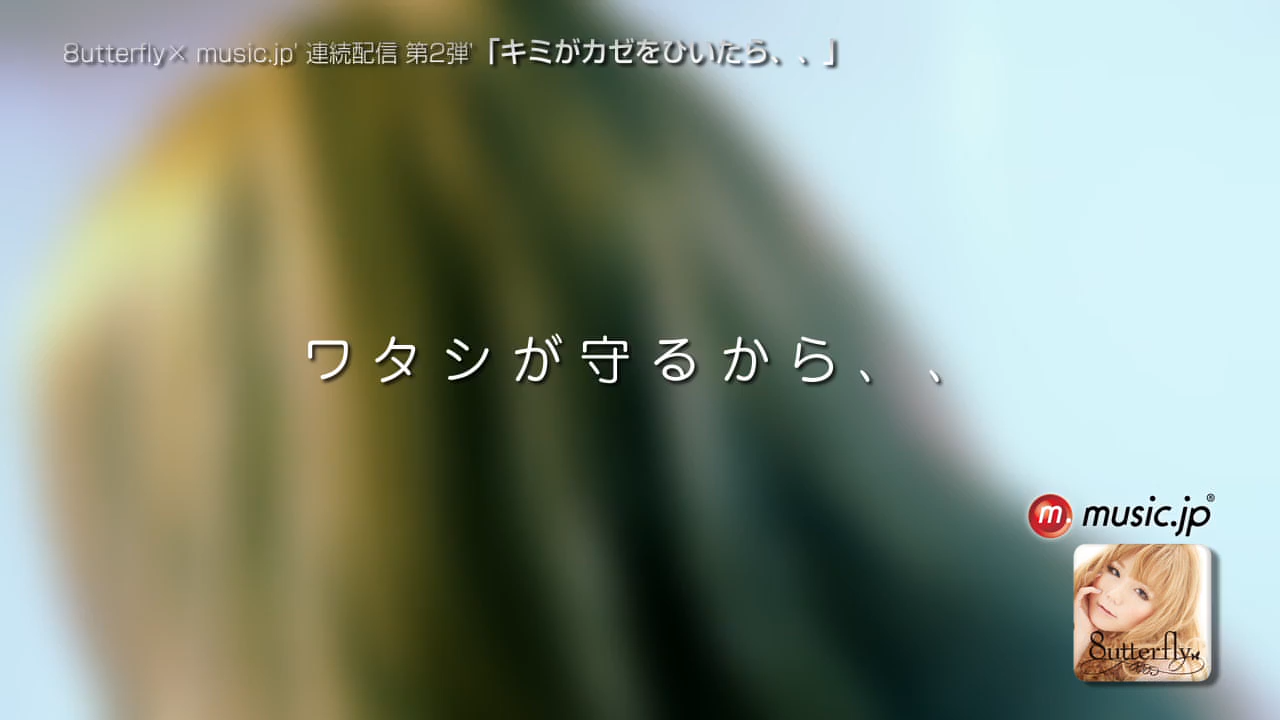 8utterfly× music.jp' 連続配信 第2弾'「キミがカゼをひいたら、、」
ワタシが守るから、、
m. music.jp®
8utterfly